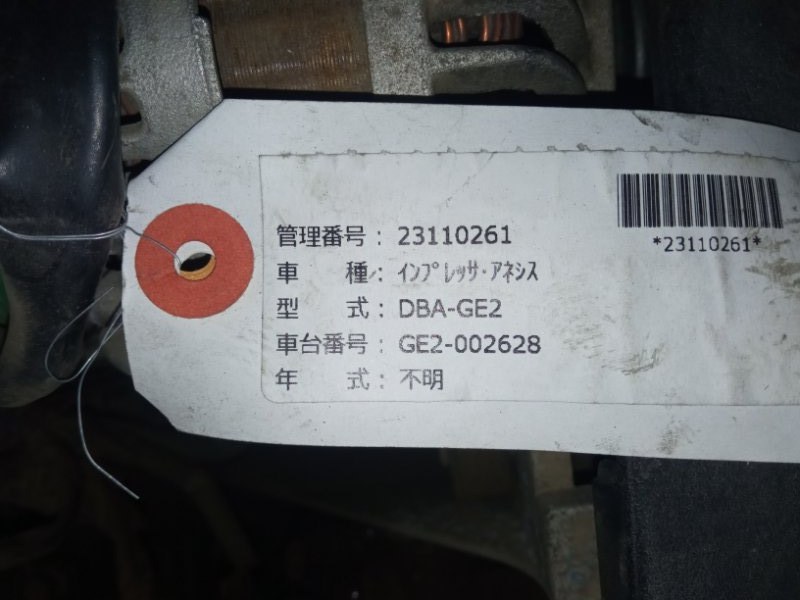 *23110261*
管理番号：23110261
車　　種：ｲﾝﾌﾟﾚｯｻ･ｱﾈｼｽ
型　　式：DBA-GE2
車台番号：GE2-002628
年　　式：不明